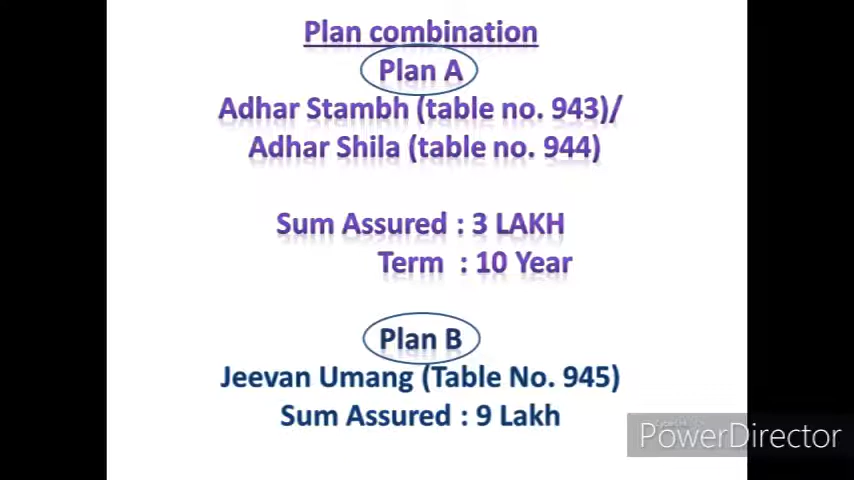 Plan combination
Plan A
Adhar Stambh (table no. 943)/
Adhar Shila (table no. 944)
Sum Assured : 3 LAKH
Term : 10 Year
Plan B
Jeevan Umang (Table No. 945)
Sum Assured : 9 Lakh
PowerDirector